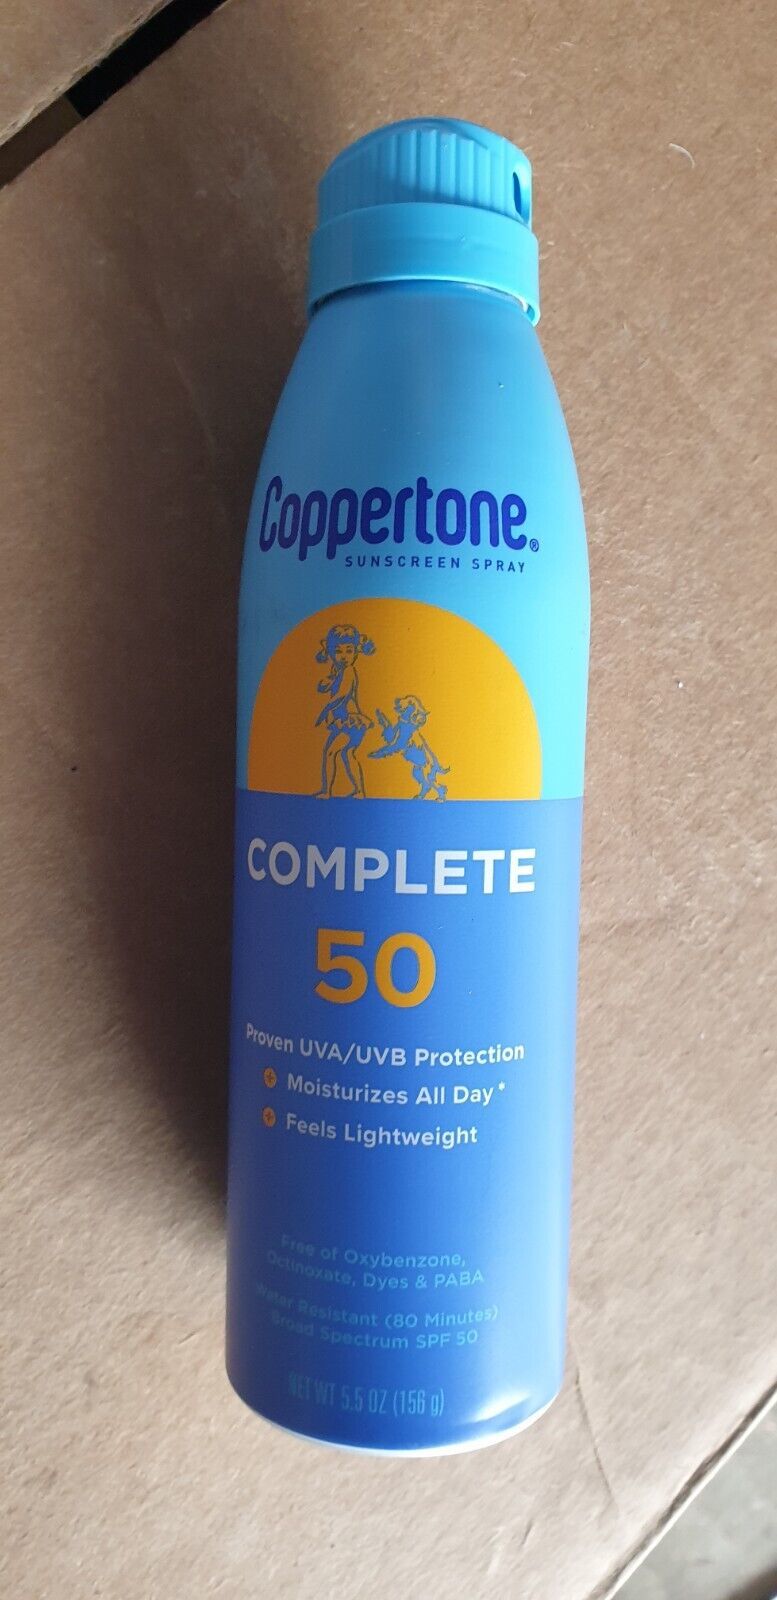 Coppertone®
SUNSCREEN SPRAY
COMPLETE
50
Proven UVA/UVB Protection
+ Moisturizes All Day*
+ Feels Lightweight
Free of Oxybenzone,
Octinoxate, Dyes & PABA
Water Resistant (80 Minutes)
Broad Spectrum SPF 50
NET WT 5.5 OZ (156 g)